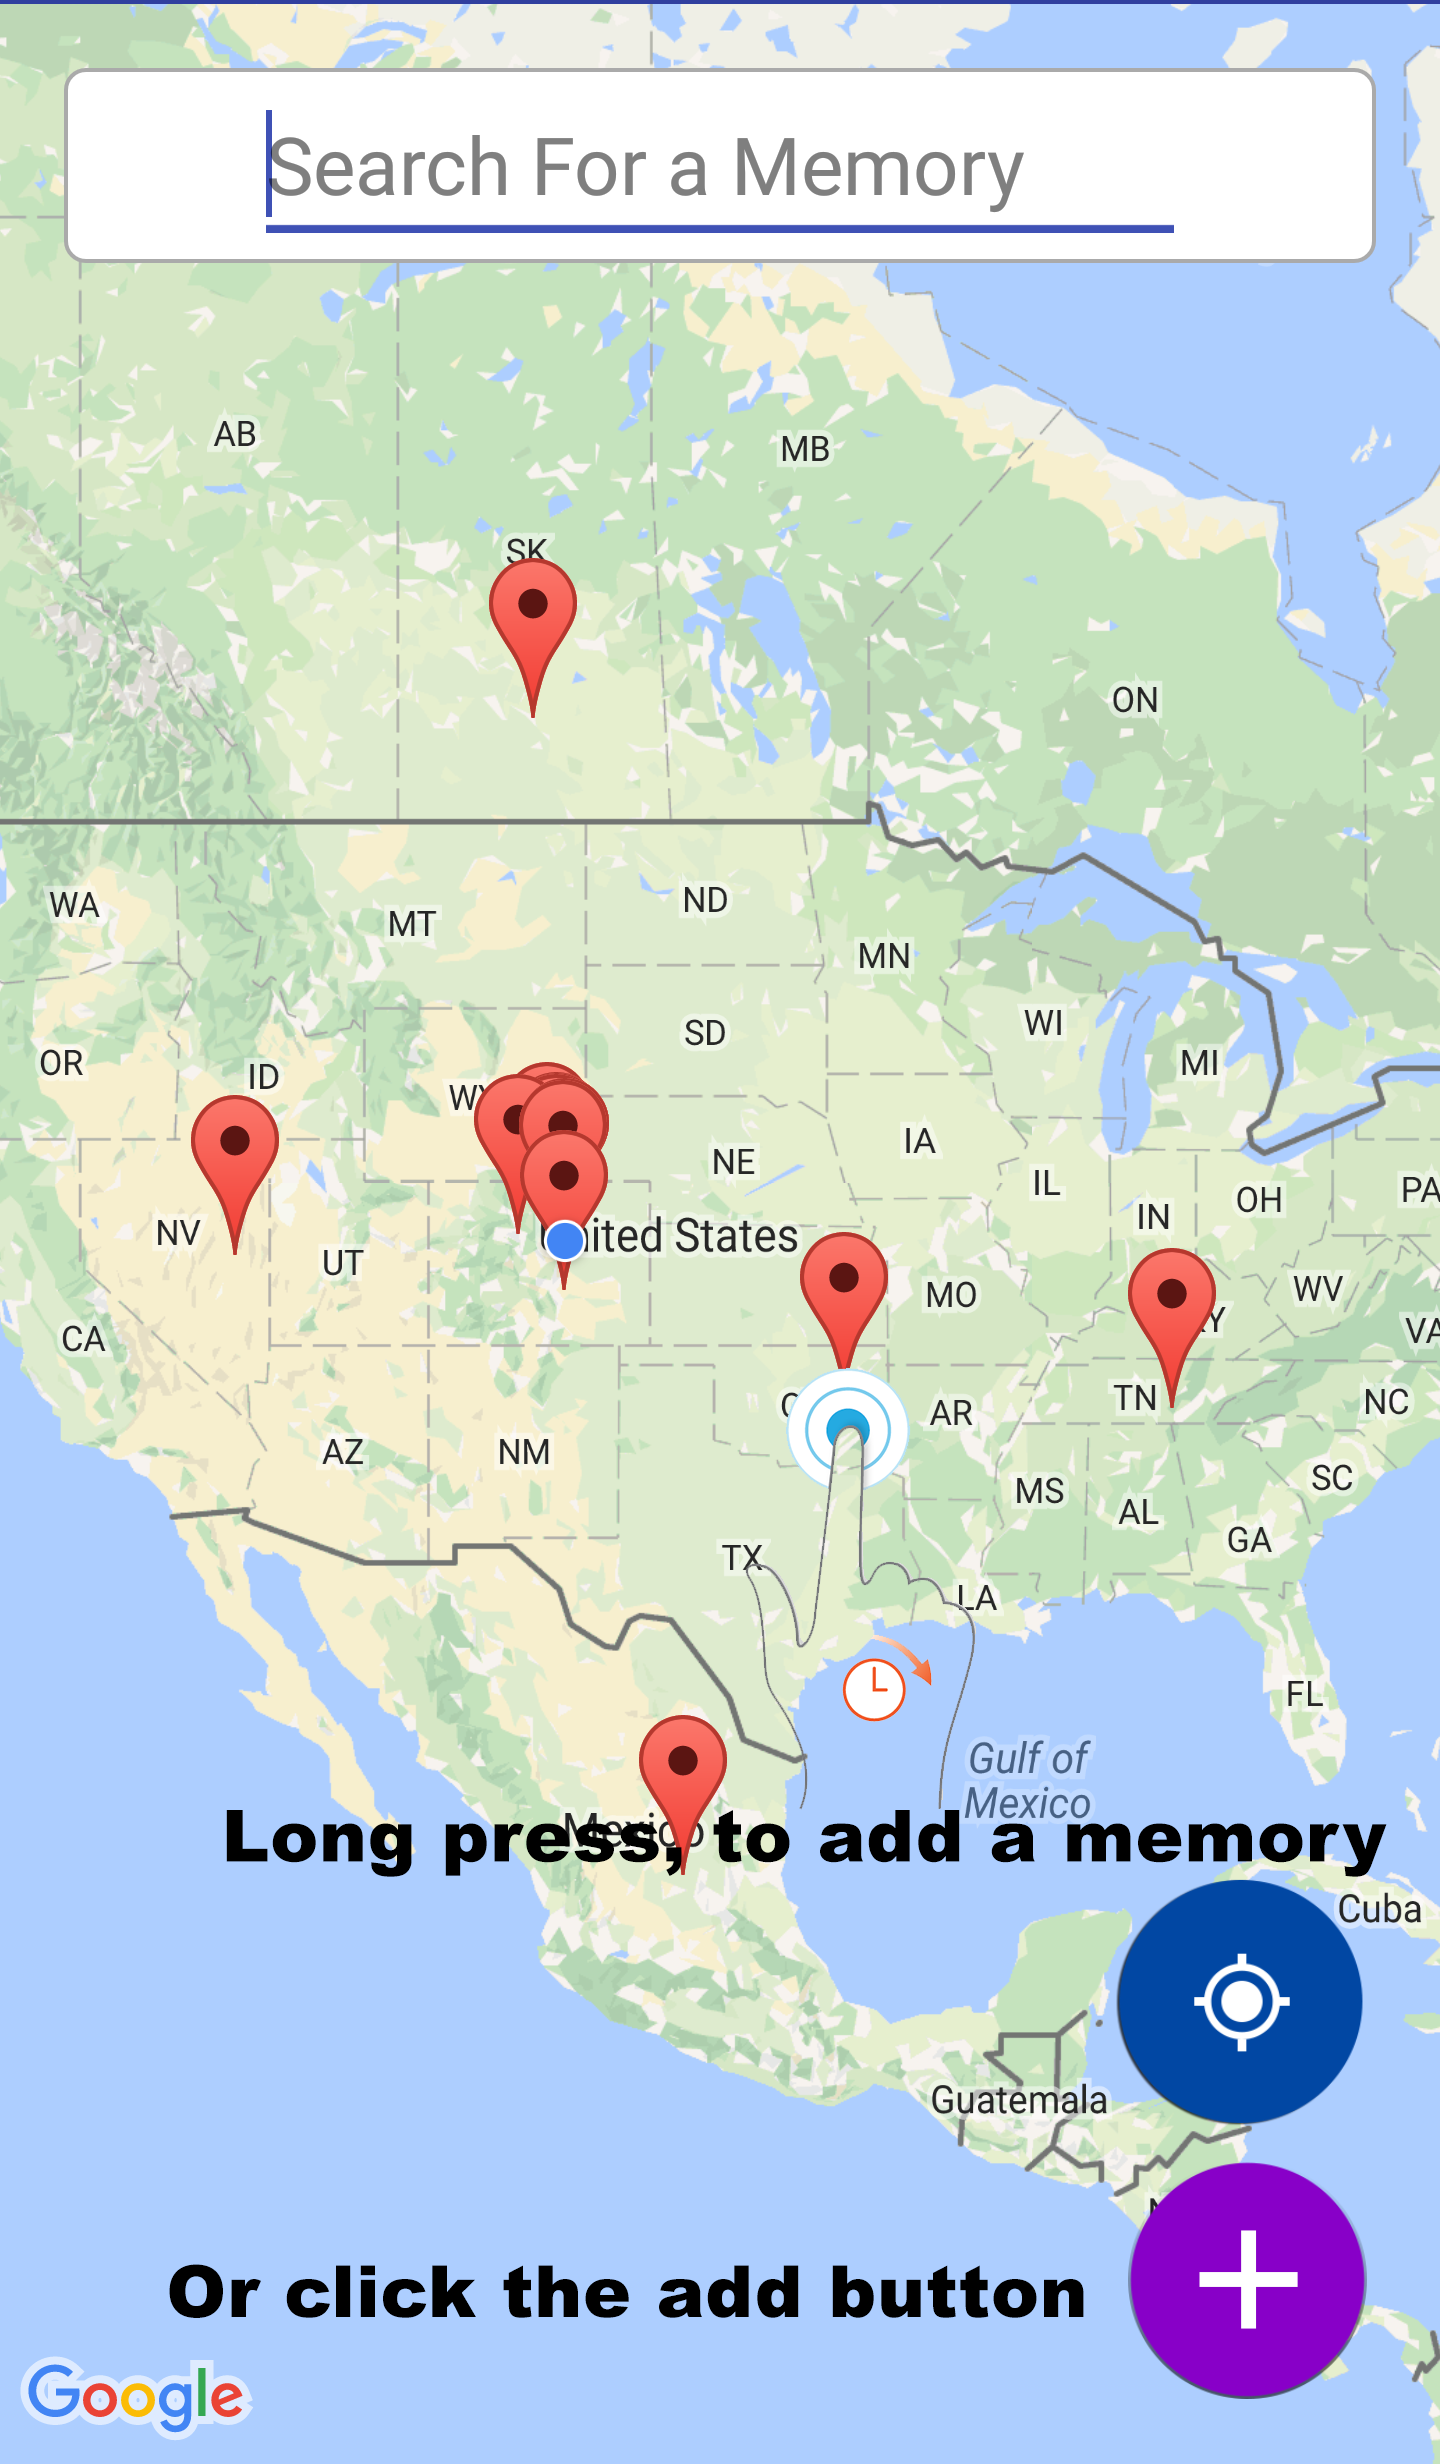 Search For a Memory
AB
MB
SK
ON
WA
MT
ND
MN
OR
ID
SD
WI
MI
NE
IA
IL
IN
OH
PA
NV
UT
United States
MO
WV
CA
VA
TN
AR
NC
AZ
NM
MS
AL
SC
GA
TX
LA
FL
Gulf of
Mexico
Mexico
Long press, to add a memory
Cuba
Guatemala
Or click the add button
Google